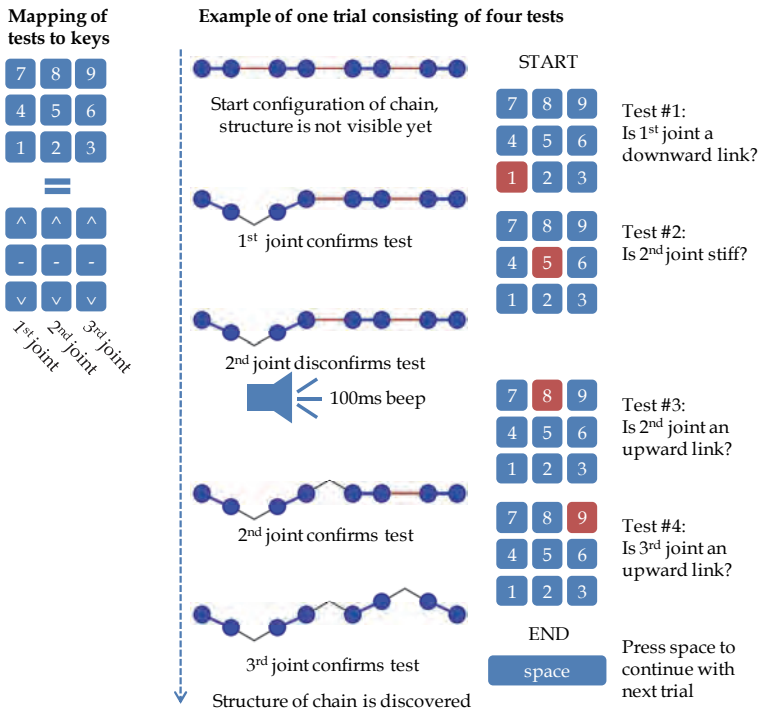 Mapping of
tests to keys
7 8 9
4 5 6
1 2 3
=
^ ^ ^
- - -
v v v
1st joint
2nd joint
3rd joint
Example of one trial consisting of four tests
Start configuration of chain,
structure is not visible yet
1st joint confirms test
2nd joint disconfirms test
100ms beep
2nd joint confirms test
3rd joint confirms test
Structure of chain is discovered
START
7 8 9
4 5 6
1 2 3
Test #1:
Is 1st joint a
downward link?
7 8 9
4 5 6
1 2 3
Test #2:
Is 2nd joint stiff?
7 8 9
4 5 6
1 2 3
Test #3:
Is 2nd joint an
upward link?
7 8 9
4 5 6
1 2 3
Test #4:
Is 3rd joint an
upward link?
END
space
Press space to
continue with
next trial